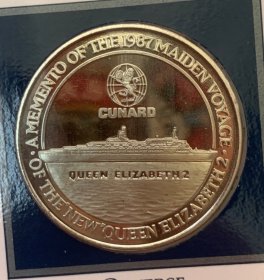 · A MEMENTO OF THE 1987 MAIDEN VOYAGE ·
OF THE NEW QUEEN ELIZABETH 2
CUNARD
QUEEN ELIZABETH 2